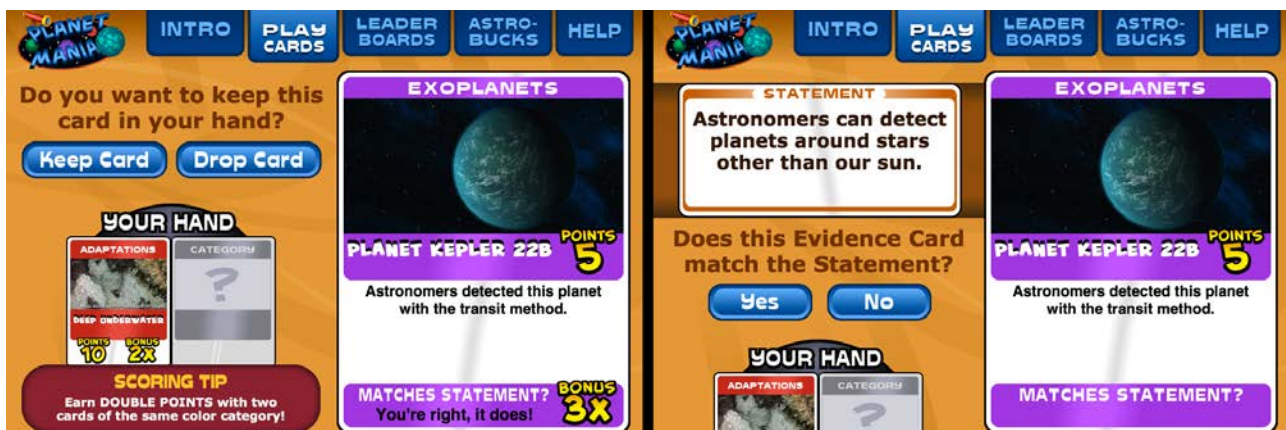 PLANET
MANIA
INTRO
PLAY
CARDS
LEADER
BOARDS
ASTRO-
BUCKS
HELP
Do you want to keep this
card in your hand?
Keep Card
Drop Card
YOUR HAND
ADAPTATIONS
DEEP UNDERWATER
POINTS
10
BONUS
2X
CATEGORY
?
SCORING TIP
Earn DOUBLE POINTS with two
cards of the same color category!
EXOPLANETS
PLANET KEPLER 22B
POINTS
5
Astronomers detected this planet
with the transit method.
MATCHES STATEMENT?
You're right, it does!
BONUS
3X
PLANET
MANIA
INTRO
PLAY
CARDS
LEADER
BOARDS
ASTRO-
BUCKS
HELP
STATEMENT
Astronomers can detect
planets around stars
other than our sun.
Does this Evidence Card
match the Statement?
Yes
No
YOUR HAND
ADAPTATIONS
CATEGORY
?
EXOPLANETS
PLANET KEPLER 22B
POINTS
5
Astronomers detected this planet
with the transit method.
MATCHES STATEMENT?